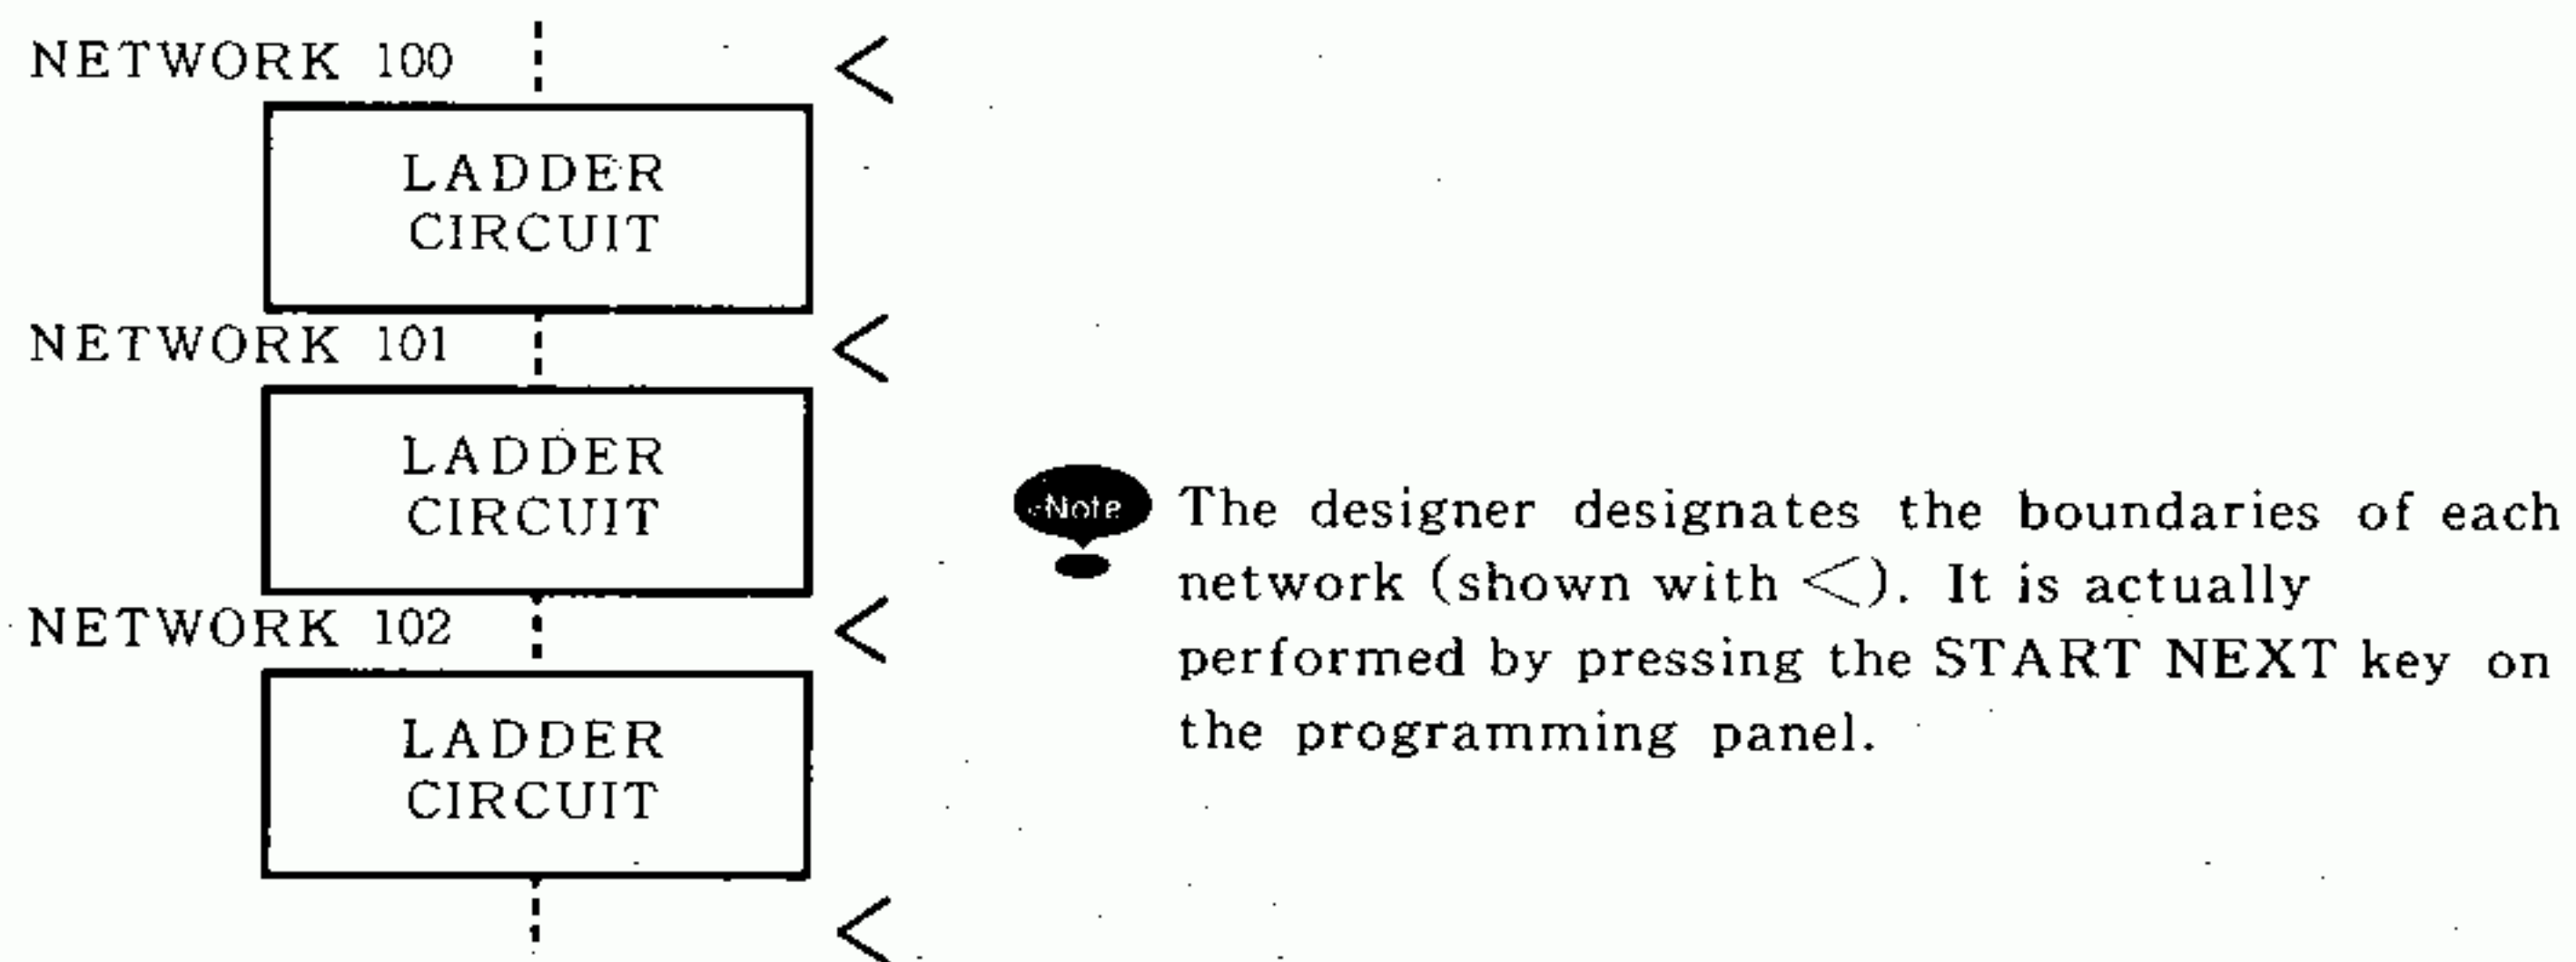 NETWORK 100
<
LADDER
CIRCUIT
NETWORK 101
<
LADDER
CIRCUIT
NETWORK 102
<
LADDER
CIRCUIT
<
Note
The designer designates the boundaries of each
network (shown with <). It is actually
performed by pressing the START NEXT key on
the programming panel.